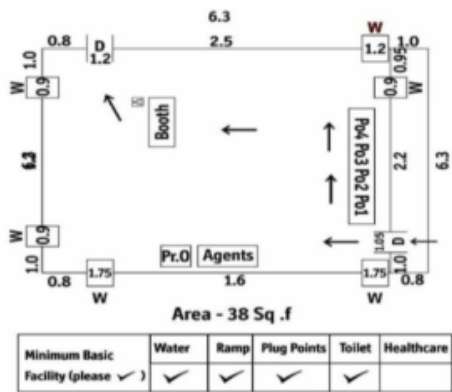 6.3
0.8 D 2.5 W 1.0
1.2 1.2
1.0 0.95
W 0.9 0.9 W
Booth
Po4 Po3 Po2 Po1
2.2 6.3
W 0.9
1.05 D
1.0 Pr.O Agents 1.0
0.8 1.75 1.6 1.75 0.8
W W
Area - 38 Sq .f
Minimum Basic Water Ramp Plug Points Toilet Healthcare
Facility (please ✓ ) ✓ ✓ ✓ ✓